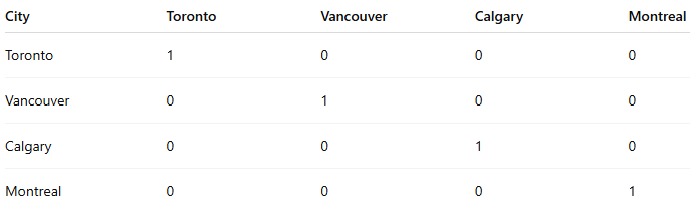 City Toronto Vancouver Calgary Montreal
Toronto 1 0 0 0
Vancouver 0 1 0 0
Calgary 0 0 1 0
Montreal 0 0 0 1